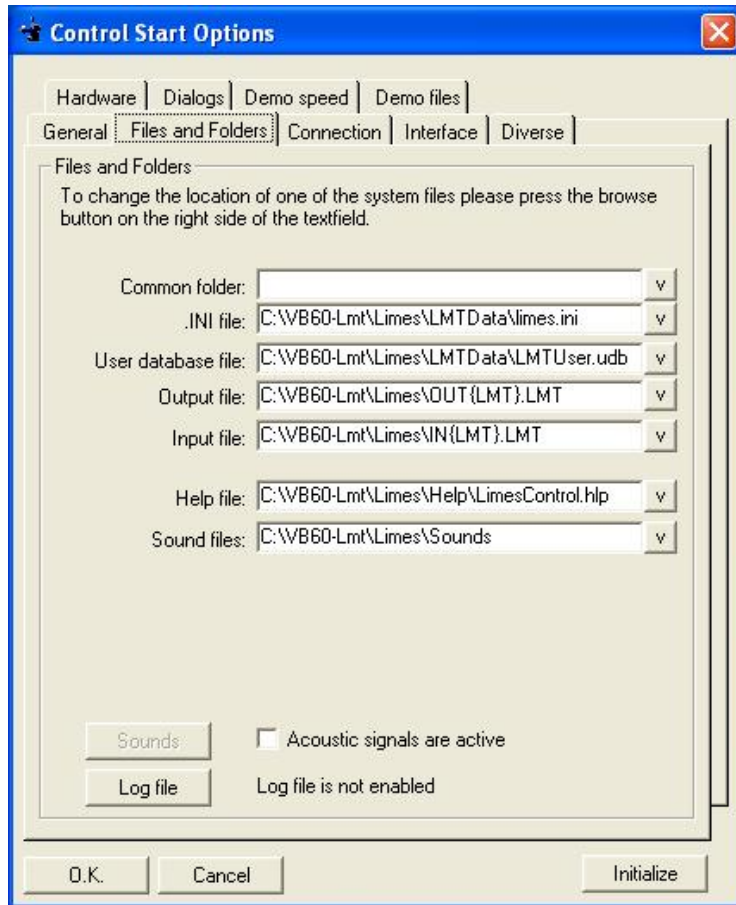 Control Start Options
Hardware Dialogs Demo speed Demo files
General Files and Folders Connection Interface Diverse
Files and Folders
To change the location of one of the system files please press the browse
button on the right side of the textfield.
Common folder: v
.INI file: C:\VB60-Lmt\Limes\LMTData\limes.ini v
User database file: C:\VB60-Lmt\Limes\LMTData\LMTUser.udb v
Output file: C:\VB60-Lmt\Limes\OUT{LMT}.LMT v
Input file: C:\VB60-Lmt\Limes\IN{LMT}.LMT v
Help file: C:\VB60-Lmt\Limes\Help\LimesControl.hlp v
Sound files: C:\VB60-Lmt\Limes\Sounds v
Sounds Acoustic signals are active
Log file Log file is not enabled
O.K. Cancel Initialize